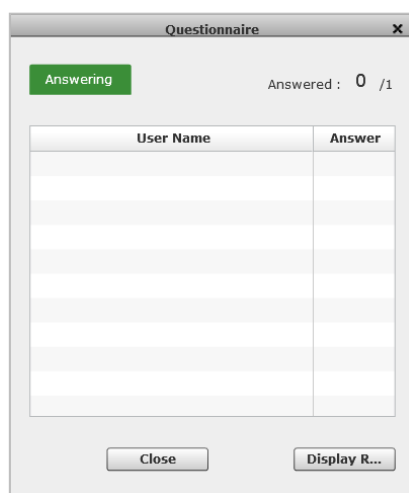 Questionnaire
Answering
Answered : 0 /1
User Name Answer
Close Display R...